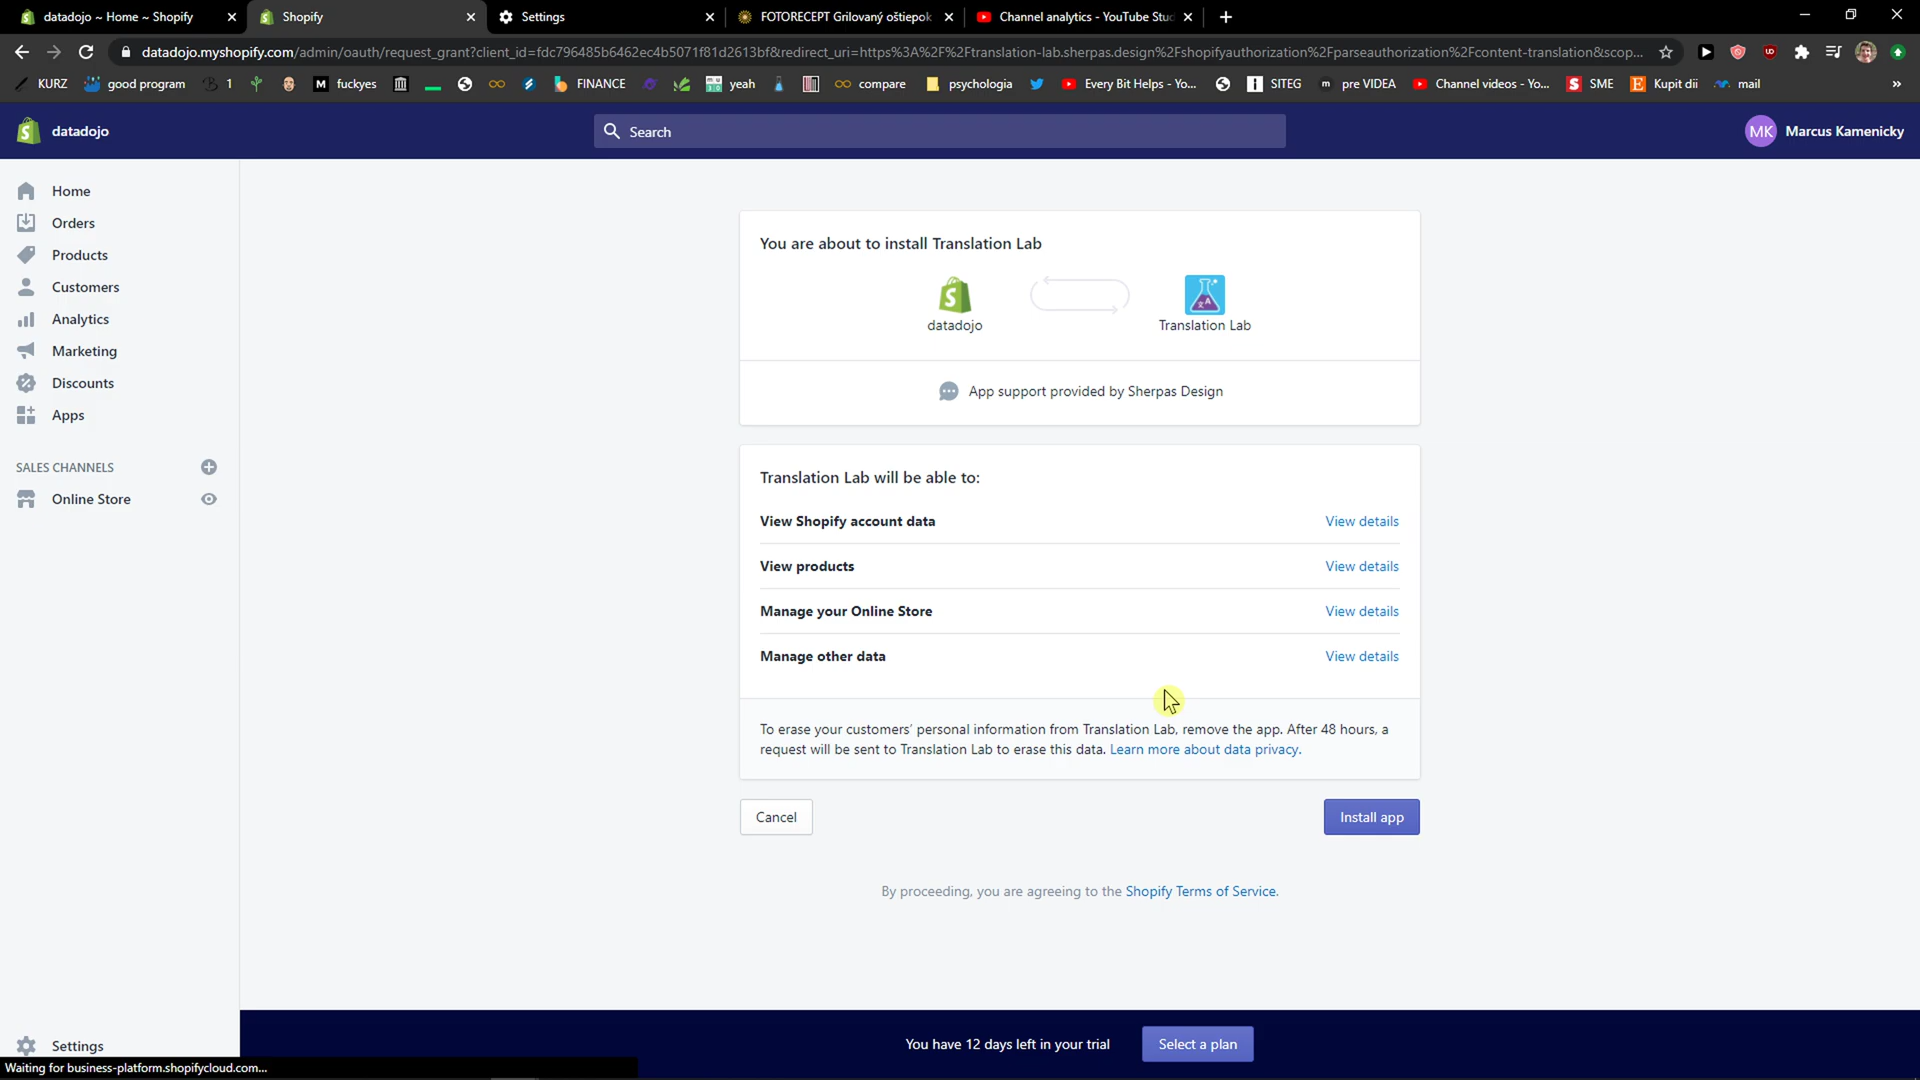 datadojo ~ Home ~ Shopify
Shopify
Settings
FOTORECEPT Grilovaný oštiepok
Channel analytics - YouTube Stud
datadojo.myshopify.com/admin/oauth/request_grant?client_id=fdc796485b6462ec4b5071f81d2613bf&redirect_uri=https%3A%2F%2Ftranslation-lab.sherpas.design%2Fshopifyauthorization%2Fparseauthorization%2Fcontent-translation&scop...
KURZ
good program
1
fuckyes
FINANCE
yeah
compare
psychologia
Every Bit Helps - Yo...
SITEG
pre VIDEA
Channel videos - Yo...
SME
Kupit dii
mail
datadojo
Search
MK
Marcus Kamenicky
Home
Orders
Products
Customers
Analytics
Marketing
Discounts
Apps
SALES CHANNELS
Online Store
Settings
You are about to install Translation Lab
datadojo
Translation Lab
App support provided by Sherpas Design
Translation Lab will be able to:
View Shopify account data
View details
View products
View details
Manage your Online Store
View details
Manage other data
View details
To erase your customers' personal information from Translation Lab, remove the app. After 48 hours, a
request will be sent to Translation Lab to erase this data. Learn more about data privacy.
Cancel
Install app
By proceeding, you are agreeing to the Shopify Terms of Service.
You have 12 days left in your trial
Select a plan
Waiting for business-platform.shopifycloud.com...